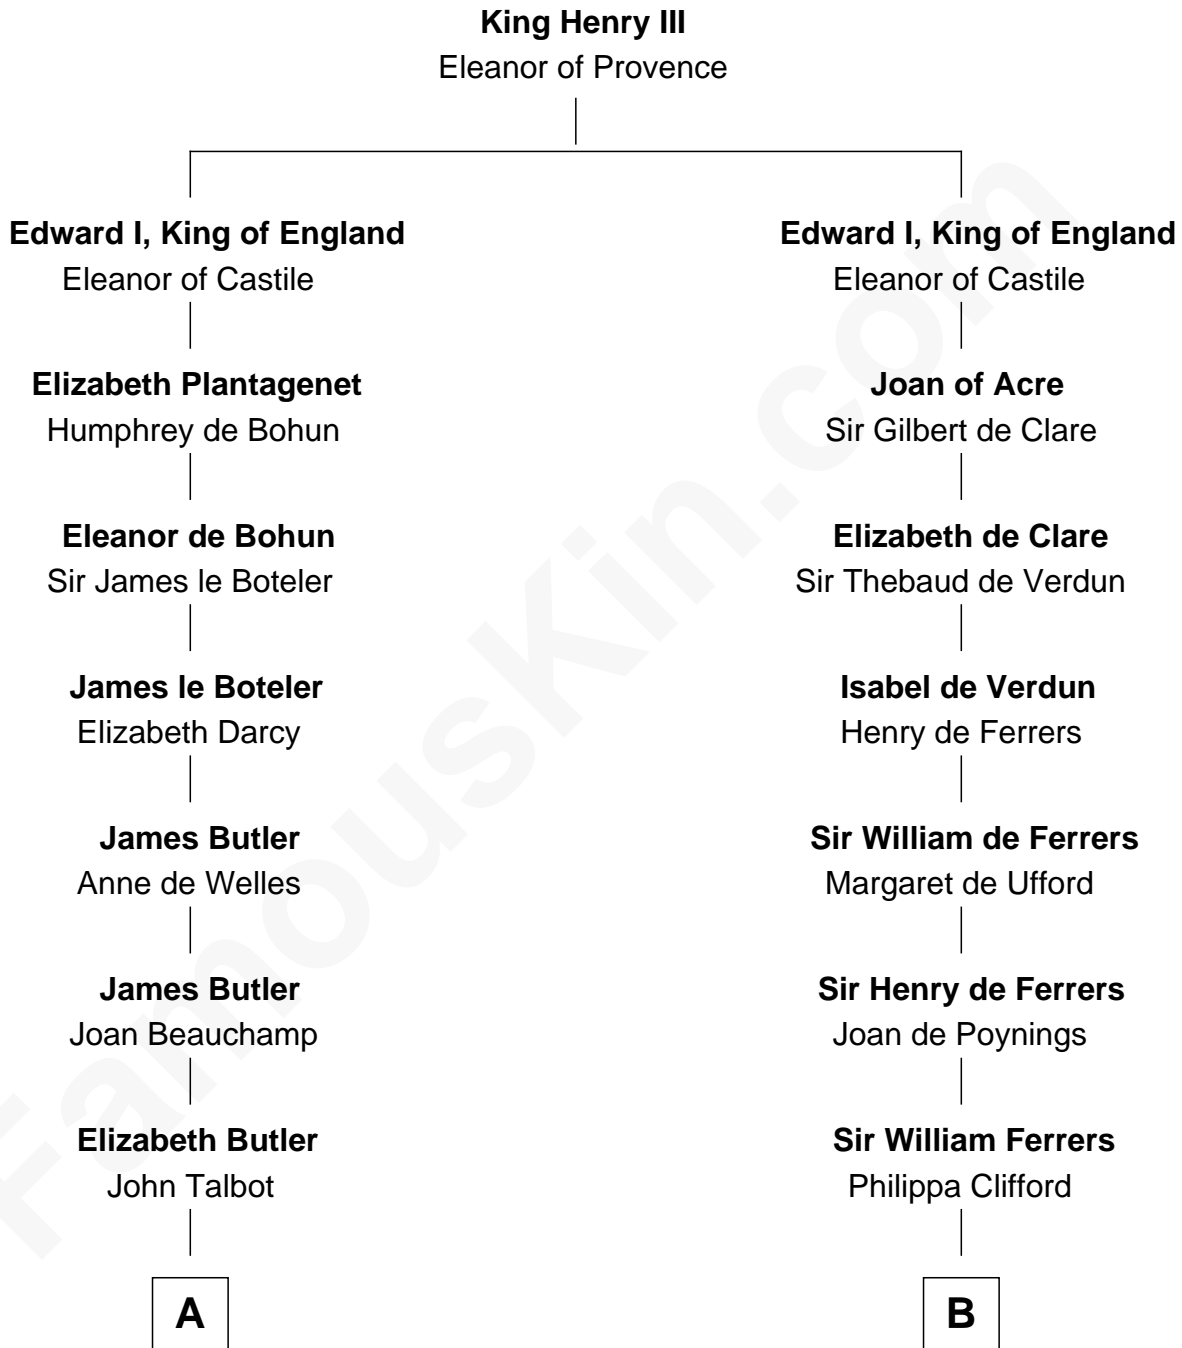 King Henry III
Eleanor of Provence
Edward I, King of England
Eleanor of Castile
Edward I, King of England
Eleanor of Castile
Elizabeth Plantagenet
Humphrey de Bohun
Joan of Acre
Sir Gilbert de Clare
Eleanor de Bohun
Sir James le Boteler
Elizabeth de Clare
Sir Thebaud de Verdun
James le Boteler
Elizabeth Darcy
Isabel de Verdun
Henry de Ferrers
James Butler
Anne de Welles
Sir William de Ferrers
Margaret de Ufford
James Butler
Joan Beauchamp
Sir Henry de Ferrers
Joan de Poynings
Elizabeth Butler
John Talbot
Sir William Ferrers
Philippa Clifford
A
B
FamousKin.com